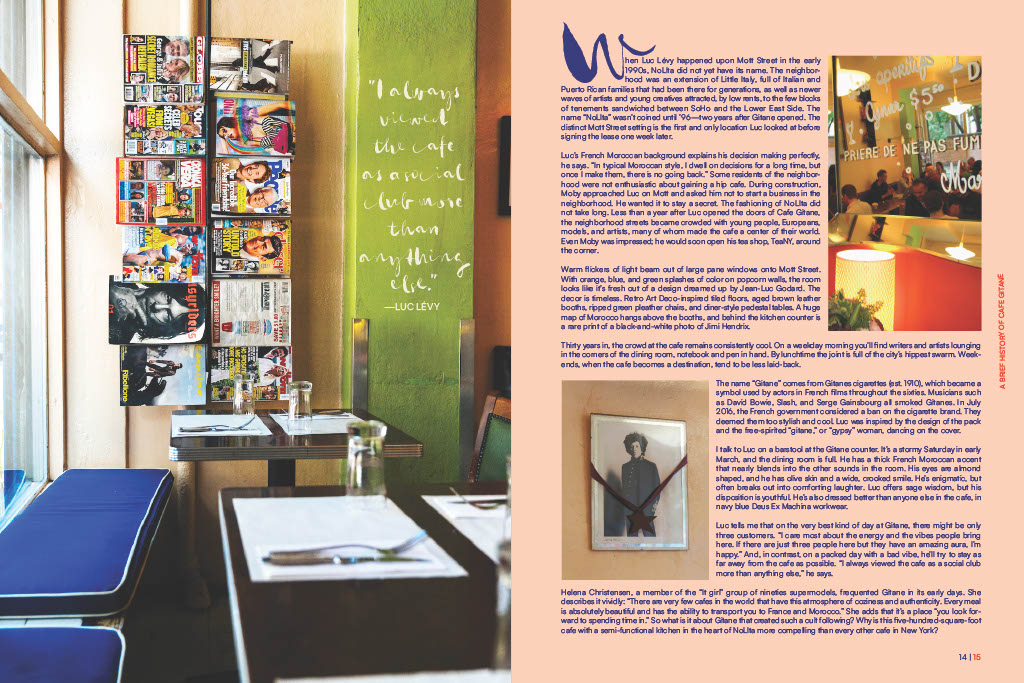 "I always
viewed
the cafe
as a social
club more
than
anything
else."
—LUC LÉVY
When Luc Lévy happened upon Mott Street in the early
1990s, NoLIta did not yet have its name. The neighbor-
hood was an extension of Little Italy, full of Italian and
Puerto Rican families that had been there for generations, as well as newer
waves of artists and young creatives attracted, by low rents, to the few blocks
of tenements sandwiched between SoHo and the Lower East Side. The
name "NoLIta" wasn't coined until '96—two years after Gitane opened. The
distinct Mott Street setting is the first and only location Luc looked at before
signing the lease one week later.
Luc's French Moroccan background explains his decision making perfectly,
he says. "In typical Moroccan style, I dwell on decisions for a long time, but
once I make them, there is no going back." Some residents of the neighbor-
hood were not enthusiastic about gaining a hip cafe. During construction,
Moby approached Luc on Mott and asked him not to start a business in the
neighborhood. He wanted it to stay a secret. The fashioning of NoLIta did
not take long. Less than a year after Luc opened the doors of Cafe Gitane,
the neighborhood streets became crowded with young people, Europeans,
models, and artists, many of whom made the cafe a center of their world.
Even Moby was impressed; he would soon open his tea shop, TeaNY, around
the corner.
Warm flickers of light beam out of large pane windows onto Mott Street.
With orange, blue, and green splashes of color on popcorn walls, the room
looks like it's fresh out of a design dreamed up by Jean-Luc Godard. The
decor is timeless. Retro Art Deco-inspired tiled floors, aged brown leather
booths, ripped green pleather chairs, and diner-style pedestal tables. A huge
map of Morocco hangs above the booths, and behind the kitchen counter is
a rare print of a black-and-white photo of Jimi Hendrix.
Thirty years in, the crowd at the cafe remains consistently cool. On a weekday morning you'll find writers and artists lounging
in the corners of the dining room, notebook and pen in hand. By lunchtime the joint is full of the city's hippest swarm. Week-
ends, when the cafe becomes a destination, tend to be less laid-back.
The name "Gitane" comes from Gitanes cigarettes (est. 1910), which became a
symbol used by actors in French films throughout the sixties. Musicians such
as David Bowie, Slash, and Serge Gainsbourg all smoked Gitanes. In July
2016, the French government considered a ban on the cigarette brand. They
deemed them too stylish and cool. Luc was inspired by the design of the pack
and the free-spirited "gitane," or "gypsy" woman, dancing on the cover.
I talk to Luc on a barstool at the Gitane counter. It's a stormy Saturday in early
March, and the dining room is full. He has a thick French Moroccan accent
that nearly blends into the other sounds in the room. His eyes are almond
shaped, and he has olive skin and a wide, crooked smile. He's enigmatic, but
often breaks out into comforting laughter. Luc offers sage wisdom, but his
disposition is youthful. He's also dressed better than anyone else in the cafe, in
navy blue Deus Ex Machina workwear.
Luc tells me that on the very best kind of day at Gitane, there might be only
three customers. "I care most about the energy and the vibes people bring
here. If there are just three people here but they have an amazing aura, I'm
happy." And, in contrast, on a packed day with a bad vibe, he'll try to stay as
far away from the cafe as possible. "I always viewed the cafe as a social club
more than anything else," he says.
Helena Christensen, a member of the "It girl" group of nineties supermodels, frequented Gitane in its early days. She
describes it vividly: "There are very few cafes in the world that have this atmosphere of coziness and authenticity. Every meal
is absolutely beautiful and has the ability to transport you to France and Morocco." She adds that it's a place "you look for-
ward to spending time in." So what is it about Gitane that created such a cult following? Why is this five-hundred-square-foot
cafe with a semi-functional kitchen in the heart of NoLIta more compelling than every other cafe in New York?
aperitifs
$5.50
PRIERE DE NE PAS FUM
A BRIEF HISTORY OF CAFE GITANE
14 | 15